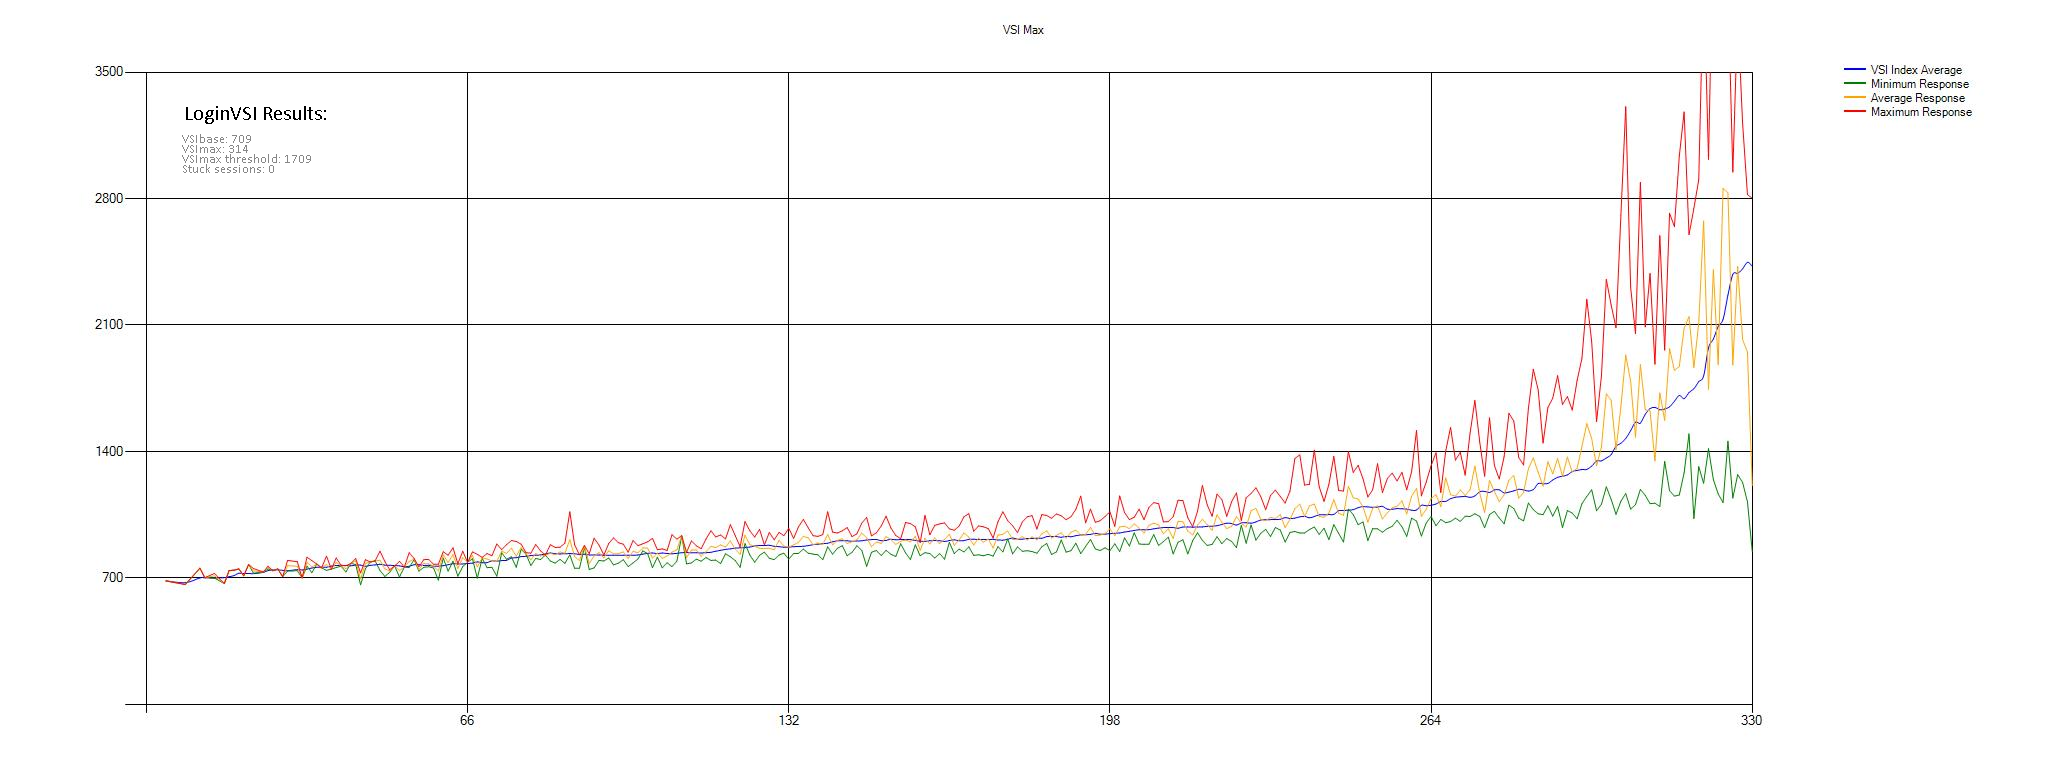 VSI Max
3500
2800
2100
1400
700
LoginVSI Results:
VSIbase: 709
VSImax: 314
VSImax threshold: 1709
Stuck sessions: 0
66
132
198
264
330
VSI Index Average
Minimum Response
Average Response
Maximum Response